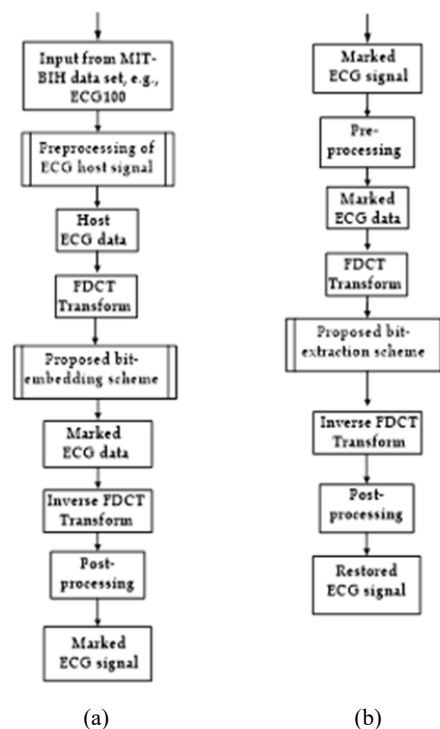 Input from MIT-
BIH data set, e.g.,
ECG100
Preprocessing of
ECG host signal
Host
ECG data
FDCT
Transform
Proposed bit-
embedding scheme
Marked
ECG data
Inverse FDCT
Transform
Post-
processing
Marked
ECG signal
(a)
Marked
ECG signal
Pre-
processing
Marked
ECG data
FDCT
Transform
Proposed bit-
extraction scheme
Inverse FDCT
Transform
Post-
processing
Restored
ECG signal
(b)